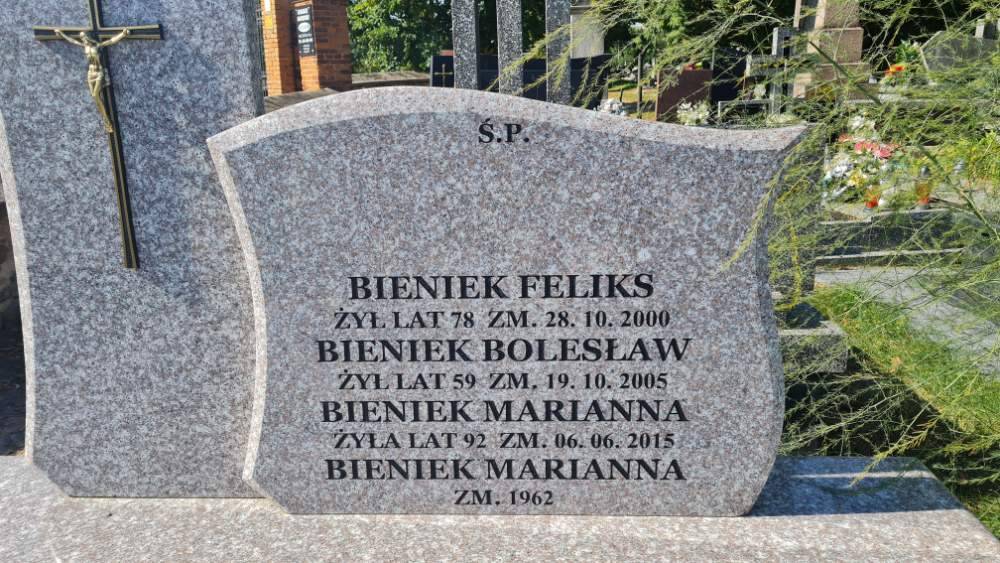 Ś.P.
BIENIEK FELIKS
ŻYŁ LAT 78 ZM. 28. 10. 2000
BIENIEK BOLESŁAW
ŻYŁ LAT 59 ZM. 19. 10. 2005
BIENIEK MARIANNA
ŻYŁA LAT 92 ZM. 06. 06. 2015
BIENIEK MARIANNA
ZM. 1962